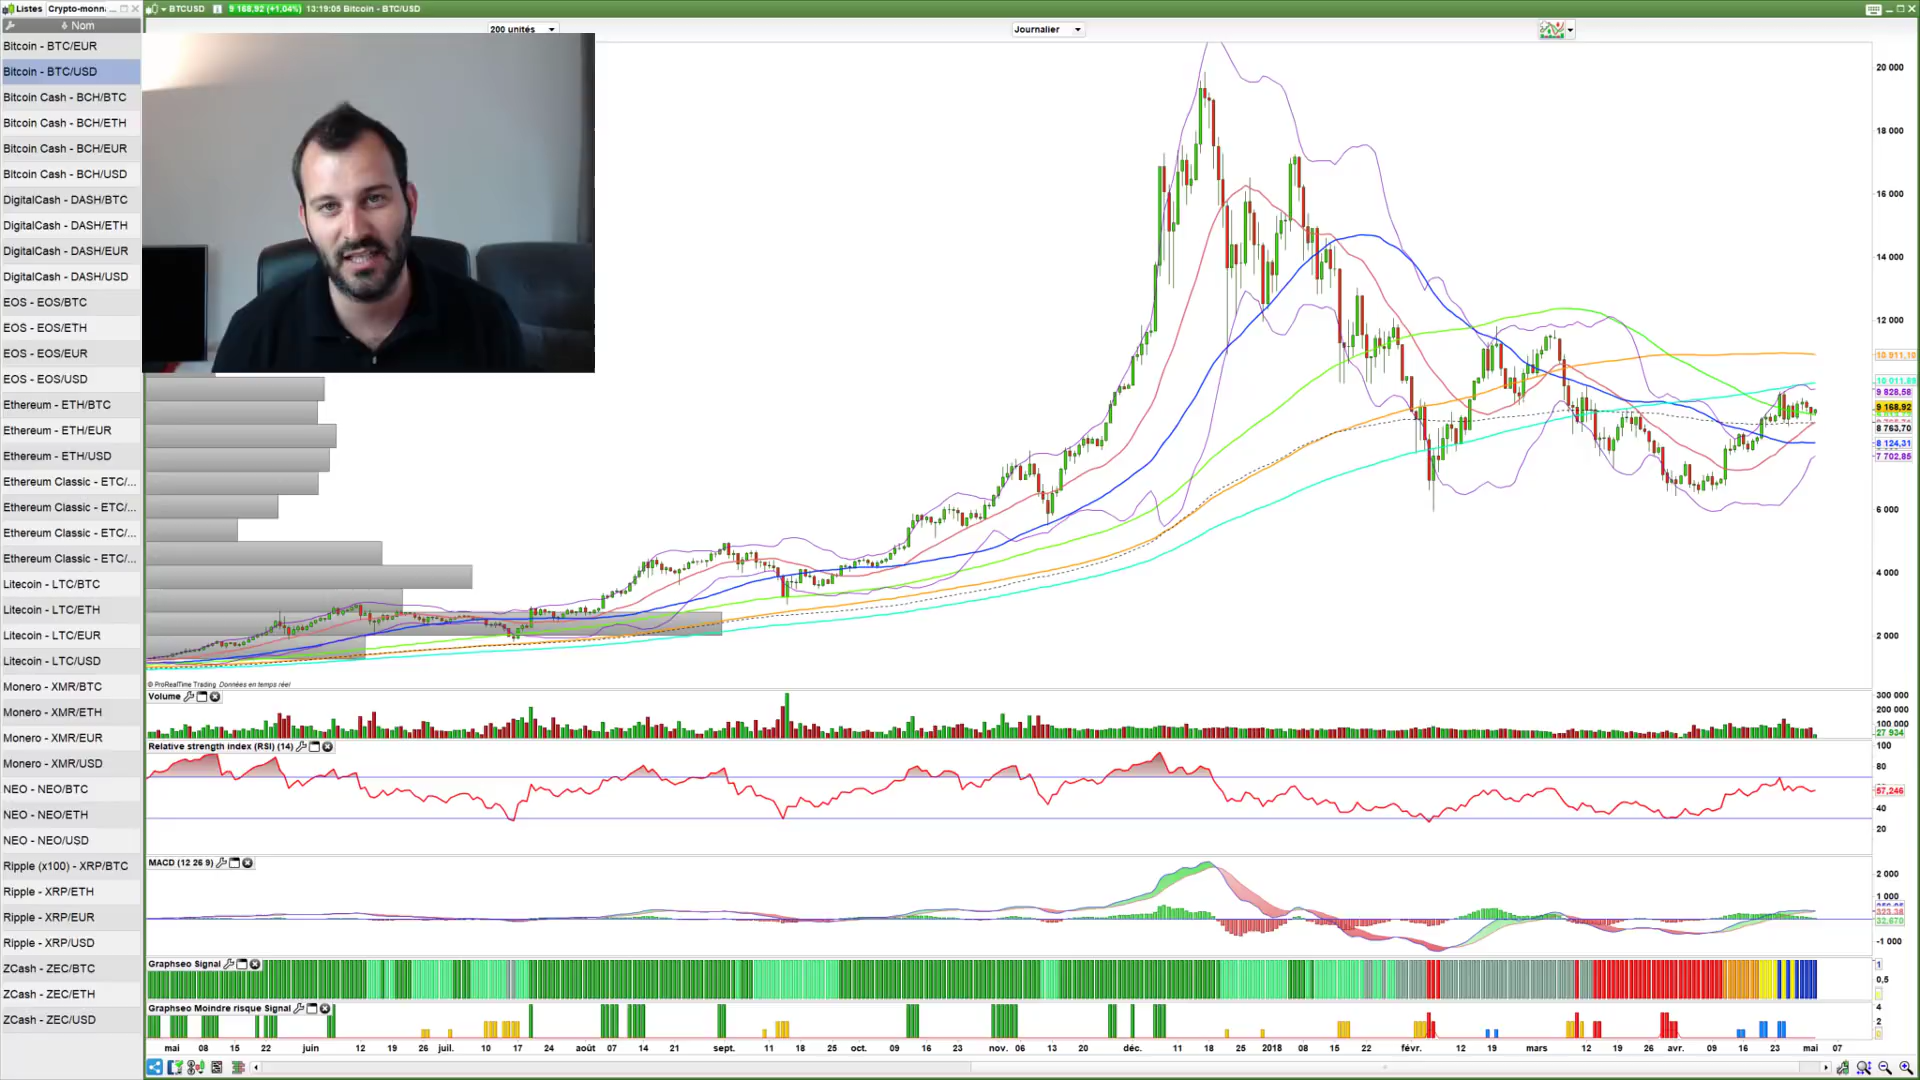 Listes Crypto-monn...
Nom
Bitcoin - BTC/EUR
Bitcoin - BTC/USD
Bitcoin Cash - BCH/BTC
Bitcoin Cash - BCH/ETH
Bitcoin Cash - BCH/EUR
Bitcoin Cash - BCH/USD
DigitalCash - DASH/BTC
DigitalCash - DASH/ETH
DigitalCash - DASH/EUR
DigitalCash - DASH/USD
EOS - EOS/BTC
EOS - EOS/ETH
EOS - EOS/EUR
EOS - EOS/USD
Ethereum - ETH/BTC
Ethereum - ETH/EUR
Ethereum - ETH/USD
Ethereum Classic - ETC/...
Ethereum Classic - ETC/...
Ethereum Classic - ETC/...
Ethereum Classic - ETC/...
Litecoin - LTC/BTC
Litecoin - LTC/ETH
Litecoin - LTC/EUR
Litecoin - LTC/USD
Monero - XMR/BTC
Monero - XMR/ETH
Monero - XMR/EUR
Monero - XMR/USD
NEO - NEO/BTC
NEO - NEO/ETH
NEO - NEO/USD
Ripple (x100) - XRP/BTC
Ripple - XRP/ETH
Ripple - XRP/EUR
Ripple - XRP/USD
ZCash - ZEC/BTC
ZCash - ZEC/ETH
ZCash - ZEC/USD
BTCUSD 9 168,92 (+1,04%) 13:19:05 Bitcoin - BTC/USD
200 unités Journalier
20 000
18 000
16 000
14 000
12 000
10 911,10
10 011,89
9 828,58
9 168,92
8 763,70
8 124,31
7 702,85
6 000
4 000
2 000
© ProRealTime Trading Données en temps réel
Volume
300 000
200 000
100 000
27 934
Relative strength index (RSI) (14)
100
80
57,246
40
20
MACD (12 26 9)
2 000
1 000
323,38
32,670
-1 000
Graphseo Signal
1
0,5
Graphseo Moindre risque Signal
4
2
mai 08 15 22 juin 12 19 26 juil. 10 17 24 août 07 14 21 sept. 11 18 25 oct. 09 16 23 nov. 06 13 20 déc. 11 18 25 2018 08 15 22 févr. 12 19 mars 12 19 26 avr. 09 16 23 mai 07